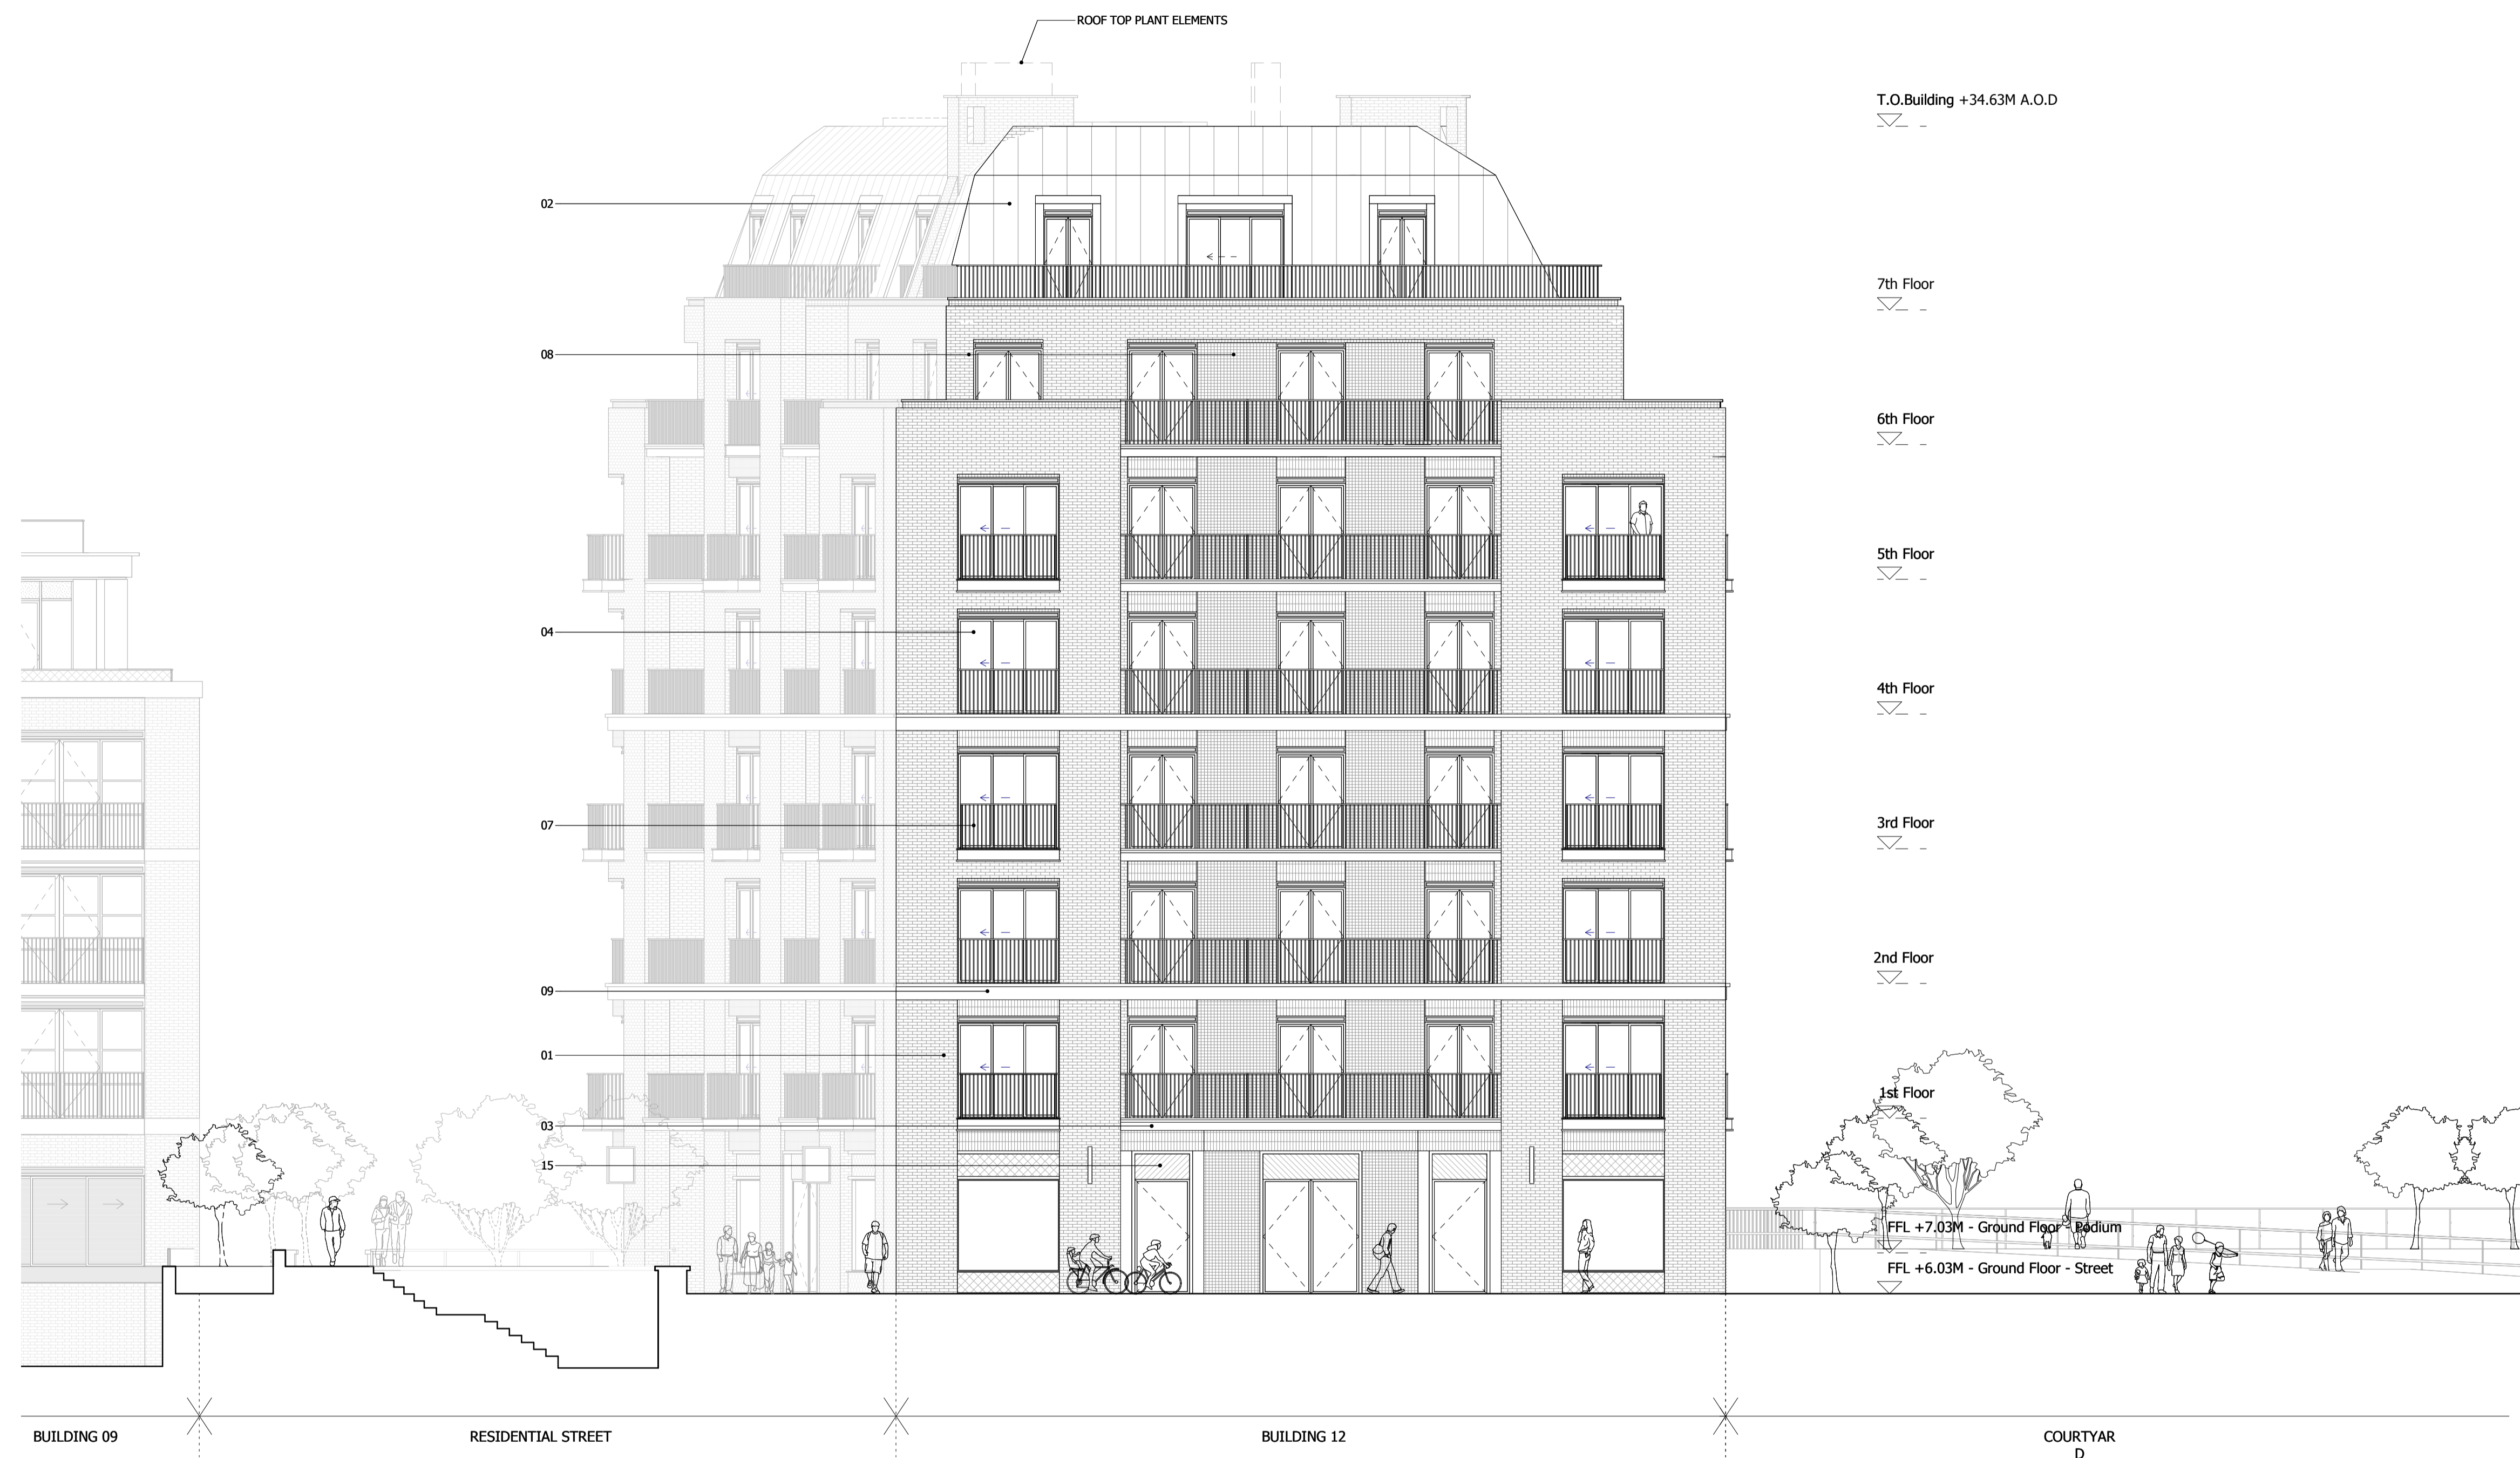 ROOF TOP PLANT ELEMENTS
T.O.Building +34.63M A.O.D
02
7th Floor
08
6th Floor
5th Floor
04
4th Floor
07
3rd Floor
2nd Floor
09
01
1st Floor
03
15
FFL +7.03M - Ground Floor - Podium
FFL +6.03M - Ground Floor - Street
BUILDING 09
RESIDENTIAL STREET
BUILDING 12
COURTYAR
D